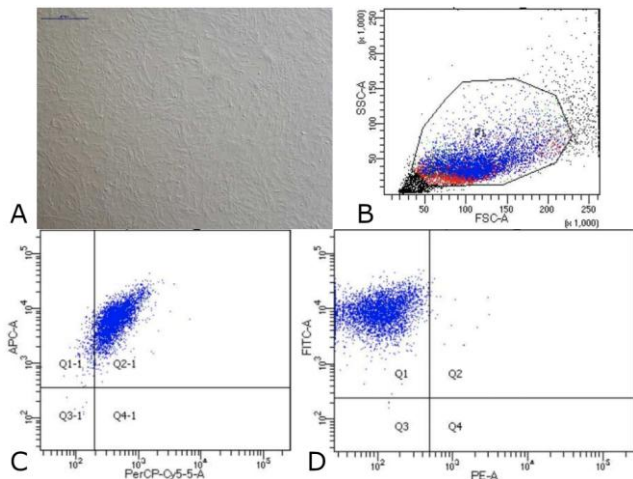 A
B
SSC-A
(x 1,000)
250
200
150
100
50
P1
50 100 150 200 250
FSC-A
(x 1,000)
C
APC-A
10^5
10^4
10^3
10^2
Q1-1 Q2-1
Q3-1 Q4-1
10^2 10^3 10^4 10^5
PerCP-Cy5-5-A
D
FITC-A
10^5
10^4
10^3
10^2
Q1 Q2
Q3 Q4
10^2 10^3 10^4 10^5
PE-A